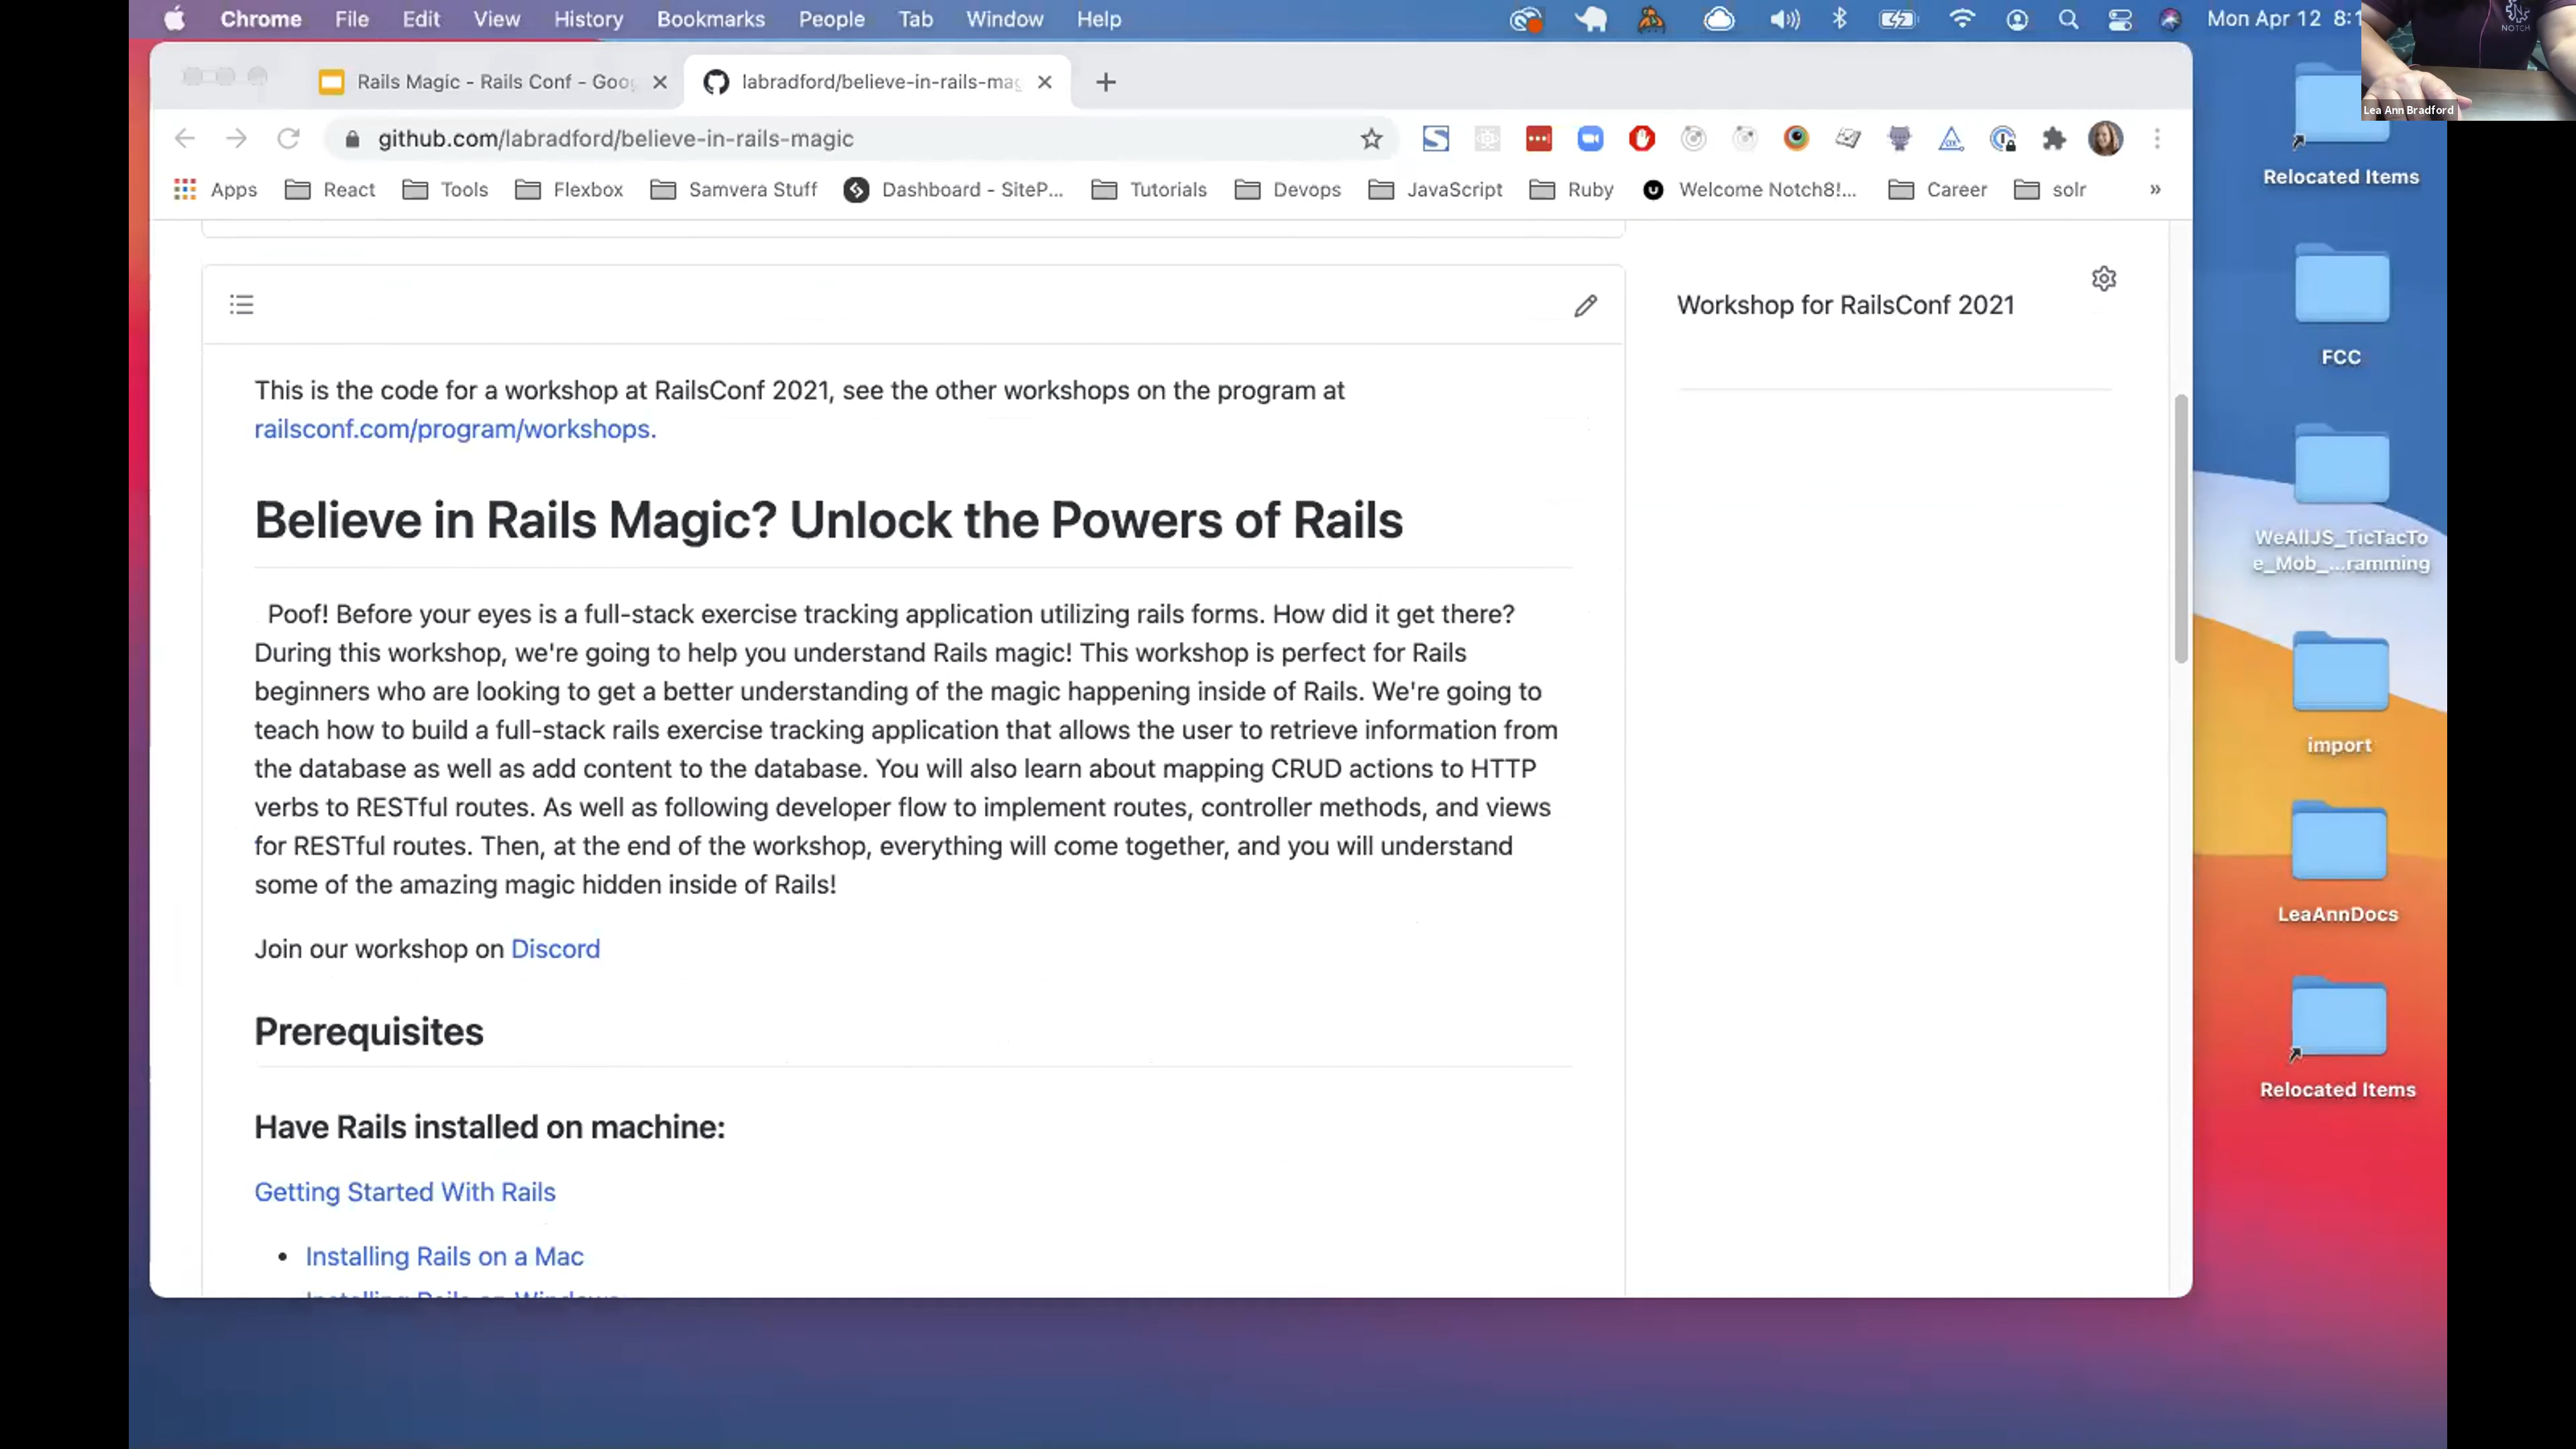 Chrome File Edit View History Bookmarks People Tab Window Help Mon Apr 12
NOTCH
Lea Ann Bradford
Rails Magic - Rails Conf - Goo
labradford/believe-in-rails-mag
github.com/labradford/believe-in-rails-magic
Apps React Tools Flexbox Samvera Stuff Dashboard - SiteP... Tutorials Devops JavaScript Ruby Welcome Notch8!... Career solr »
Workshop for RailsConf 2021
This is the code for a workshop at RailsConf 2021, see the other workshops on the program at
railsconf.com/program/workshops.
Believe in Rails Magic? Unlock the Powers of Rails
Poof! Before your eyes is a full-stack exercise tracking application utilizing rails forms. How did it get there?
During this workshop, we're going to help you understand Rails magic! This workshop is perfect for Rails
beginners who are looking to get a better understanding of the magic happening inside of Rails. We're going to
teach how to build a full-stack rails exercise tracking application that allows the user to retrieve information from
the database as well as add content to the database. You will also learn about mapping CRUD actions to HTTP
verbs to RESTful routes. As well as following developer flow to implement routes, controller methods, and views
for RESTful routes. Then, at the end of the workshop, everything will come together, and you will understand
some of the amazing magic hidden inside of Rails!
Join our workshop on Discord
Prerequisites
Have Rails installed on machine:
Getting Started With Rails
• Installing Rails on a Mac
Installing Rails on Windows
Relocated Items
FCC
WeAllJS_TicTacTo
e_Mob_...ramming
import
LeaAnnDocs
Relocated Items